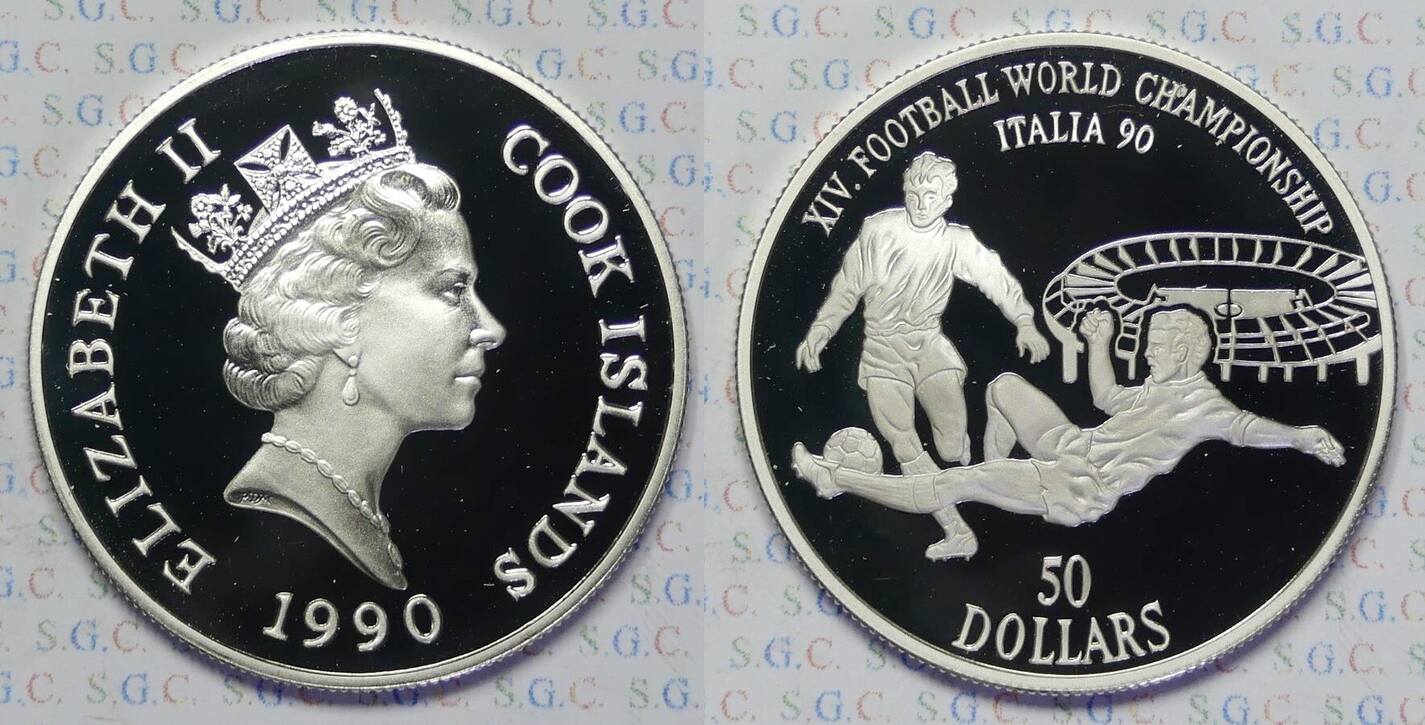 ELIZABETH II
COOK ISLANDS
1990
XIV. FOOTBALL WORLD CHAMPIONSHIP
ITALIA 90
50
DOLLARS
S.G.C. S.G.C. S.G.C. S.G.C. S.G.C.